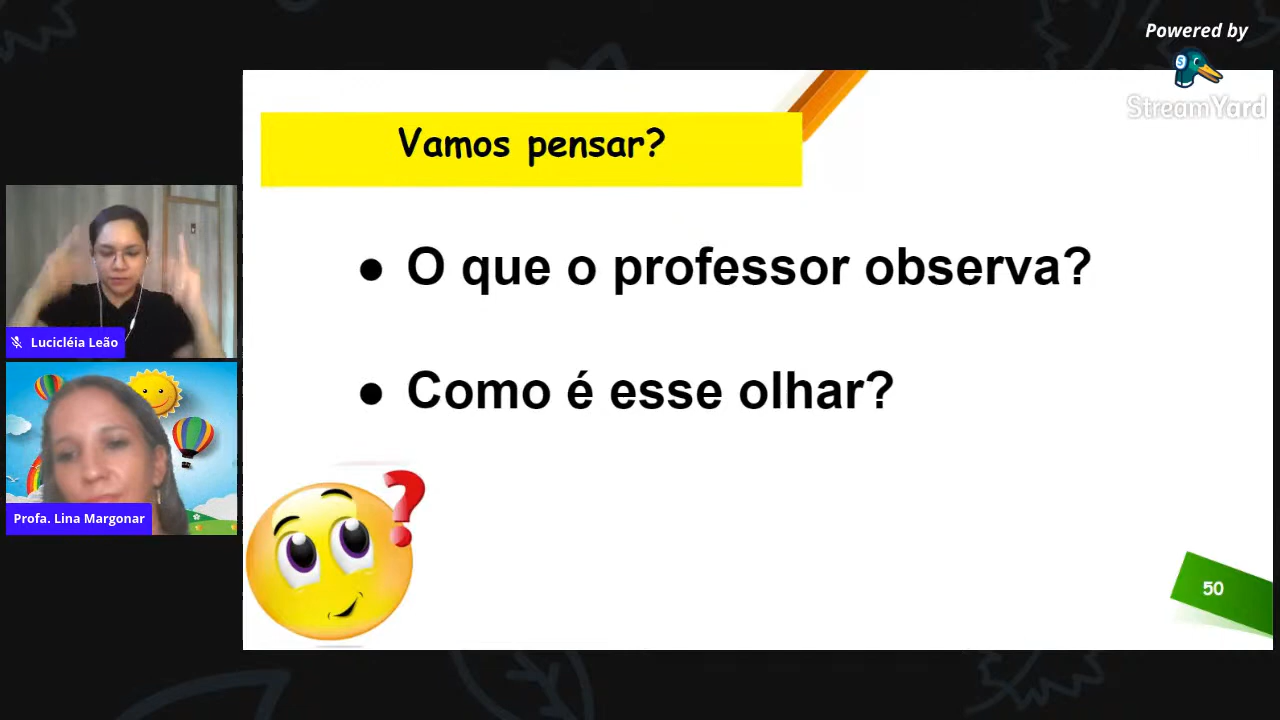 Powered by
StreamYard
Vamos pensar?
● O que o professor observa?
● Como é esse olhar?
Lucicléia Leão
Profa. Lina Margonar
50